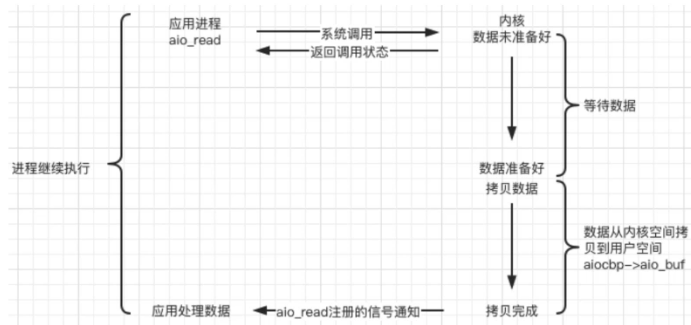 应用进程
aio_read
系统调用
返回调用状态
内核
数据未准备好
等待数据
进程继续执行
数据准备好
拷贝数据
数据从内核空间拷
贝到用户空间
aiocbp->aio_buf
应用处理数据
aio_read注册的信号通知
拷贝完成